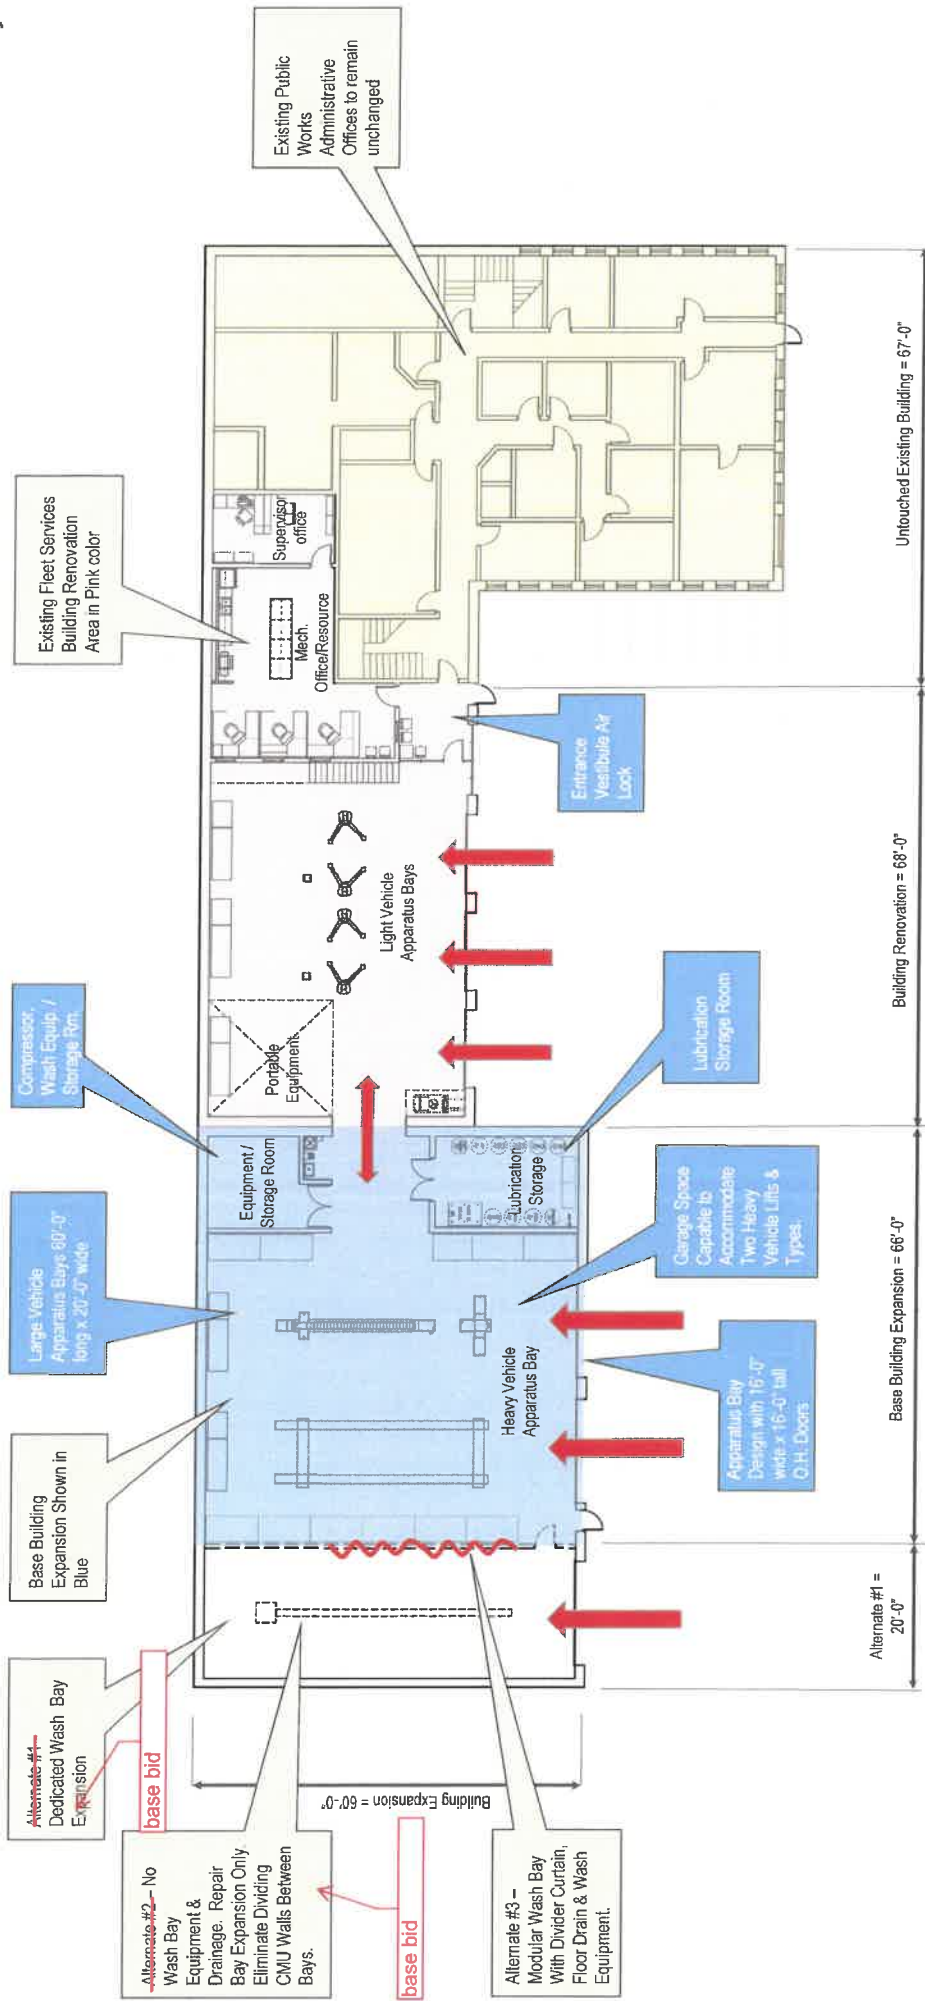 Existing Public
Works
Administrative
Offices to remain
unchanged
Existing Fleet Services
Building Renovation
Area in Pink color
Compressor,
Wash Equip. /
Storage Rm.
Large Vehicle
Apparatus Bays 60'-0"
long x 20'-0" wide
Base Building
Expansion Shown in
Blue
Alternate #1 –
Dedicated Wash Bay
Expansion
base bid
Alternate #2 – No
Wash Bay
Equipment &
Drainage. Repair
Bay Expansion Only.
Eliminate Dividing
CMU Walls Between
Bays.
base bid
Alternate #3 –
Modular Wash Bay
With Divider Curtain,
Floor Drain & Wash
Equipment.
Building Expansion = 60'-0"
Supervisor
office
Mech.
Office/Resource
Light Vehicle
Apparatus Bays
Portable
Equipment
Equipment /
Storage Room
Lubrication
Storage
Heavy Vehicle
Apparatus Bay
Entrance
Vestibule Air
Lock
Lubrication
Storage Room
Garage Space
Capable to
Accommodate
Two Heavy
Vehicle Lifts &
Types.
Apparatus Bay
Design with 16'-0"
wide x 16'-0" tall
O.H. Doors
Alternate #1 =
20'-0"
Base Building Expansion = 66'-0"
Building Renovation = 68'-0"
Untouched Existing Building = 67'-0"